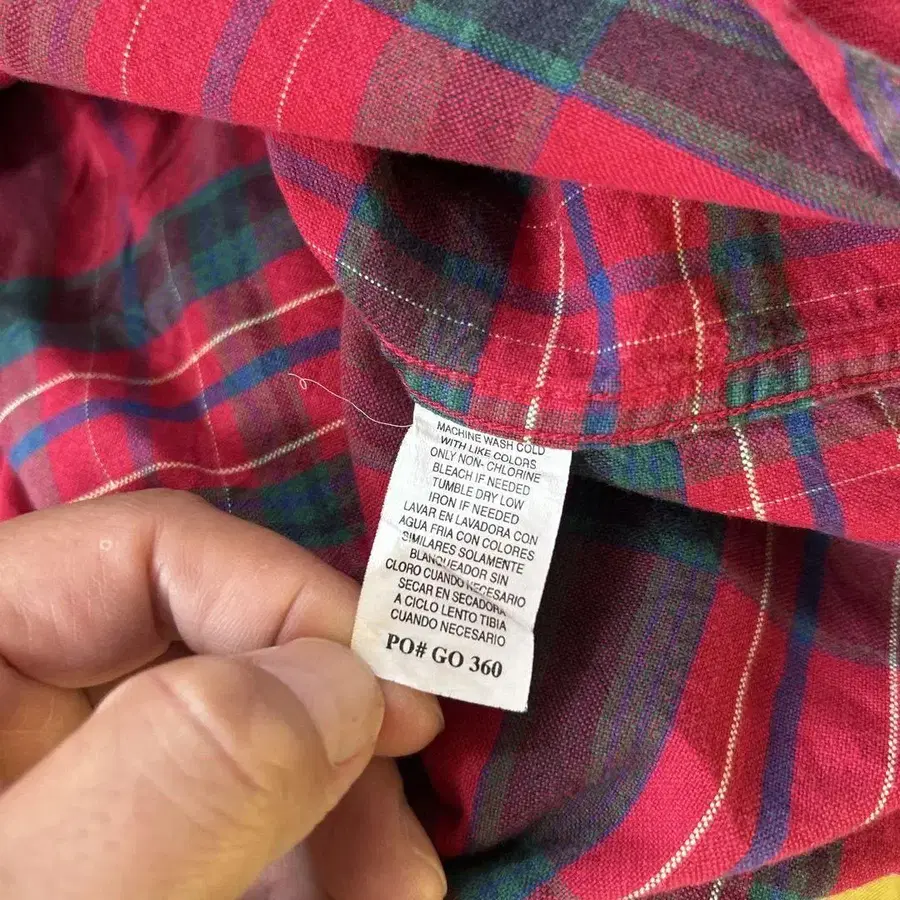 MACHINE WASH COLD
WITH LIKE COLORS
ONLY NON- CHLORINE
BLEACH IF NEEDED
TUMBLE DRY LOW
IRON IF NEEDED
LAVAR EN LAVADORA CON
AGUA FRIA CON COLORES
SIMILARES SOLAMENTE
BLANQUEADOR SIN
CLORO CUANDO NECESARIO
SECAR EN SECADORA
A CICLO LENTO TIBIA
CUANDO NECESARIO
PO# GO 360